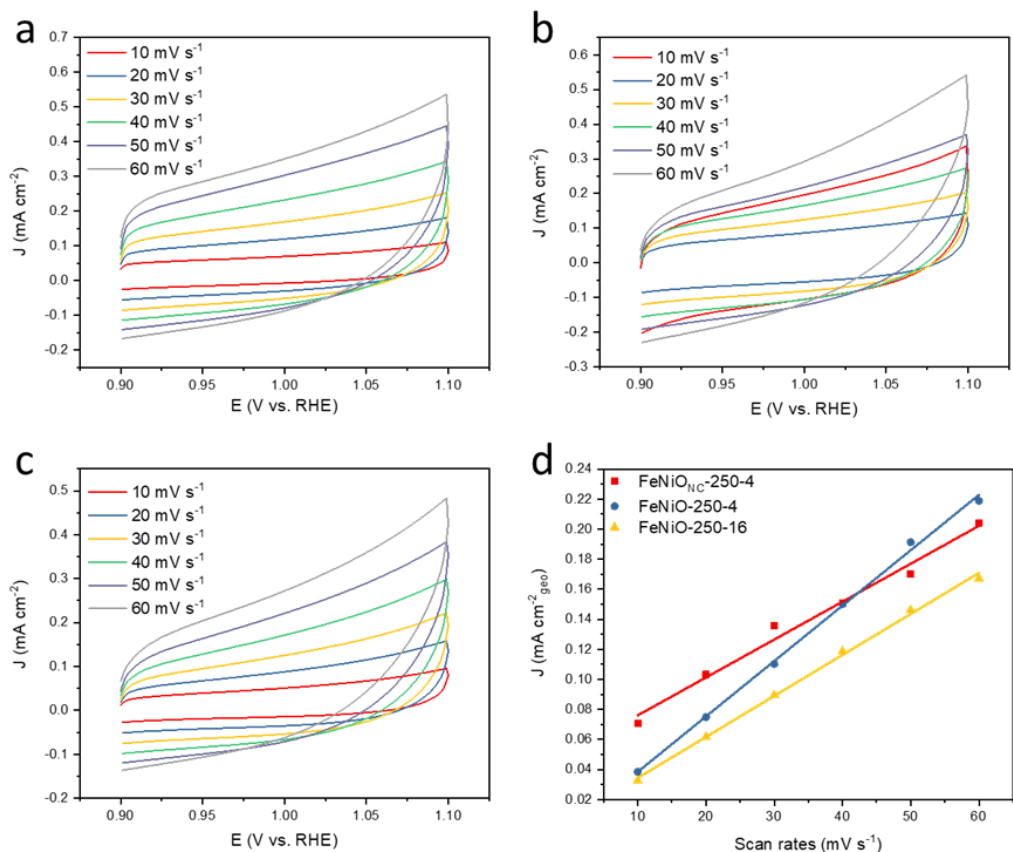 a
0.7
0.6
0.5
0.4
0.3
0.2
0.1
0.0
-0.1
-0.2
J (mA cm⁻²)
10 mV s⁻¹
20 mV s⁻¹
30 mV s⁻¹
40 mV s⁻¹
50 mV s⁻¹
60 mV s⁻¹
0.90 0.95 1.00 1.05 1.10
E (V vs. RHE)
b
0.6
0.5
0.4
0.3
0.2
0.1
0.0
-0.1
-0.2
-0.3
J (mA cm⁻²)
10 mV s⁻¹
20 mV s⁻¹
30 mV s⁻¹
40 mV s⁻¹
50 mV s⁻¹
60 mV s⁻¹
0.90 0.95 1.00 1.05 1.10
E (V vs. RHE)
c
0.5
0.4
0.3
0.2
0.1
0.0
-0.1
-0.2
J (mA cm⁻²)
10 mV s⁻¹
20 mV s⁻¹
30 mV s⁻¹
40 mV s⁻¹
50 mV s⁻¹
60 mV s⁻¹
0.90 0.95 1.00 1.05 1.10
E (V vs. RHE)
d
0.24
0.22
0.20
0.18
0.16
0.14
0.12
0.10
0.08
0.06
0.04
0.02
J (mA cm⁻²geo)
FeNiONC-250-4
FeNiO-250-4
FeNiO-250-16
10 20 30 40 50 60
Scan rates (mV s⁻¹)